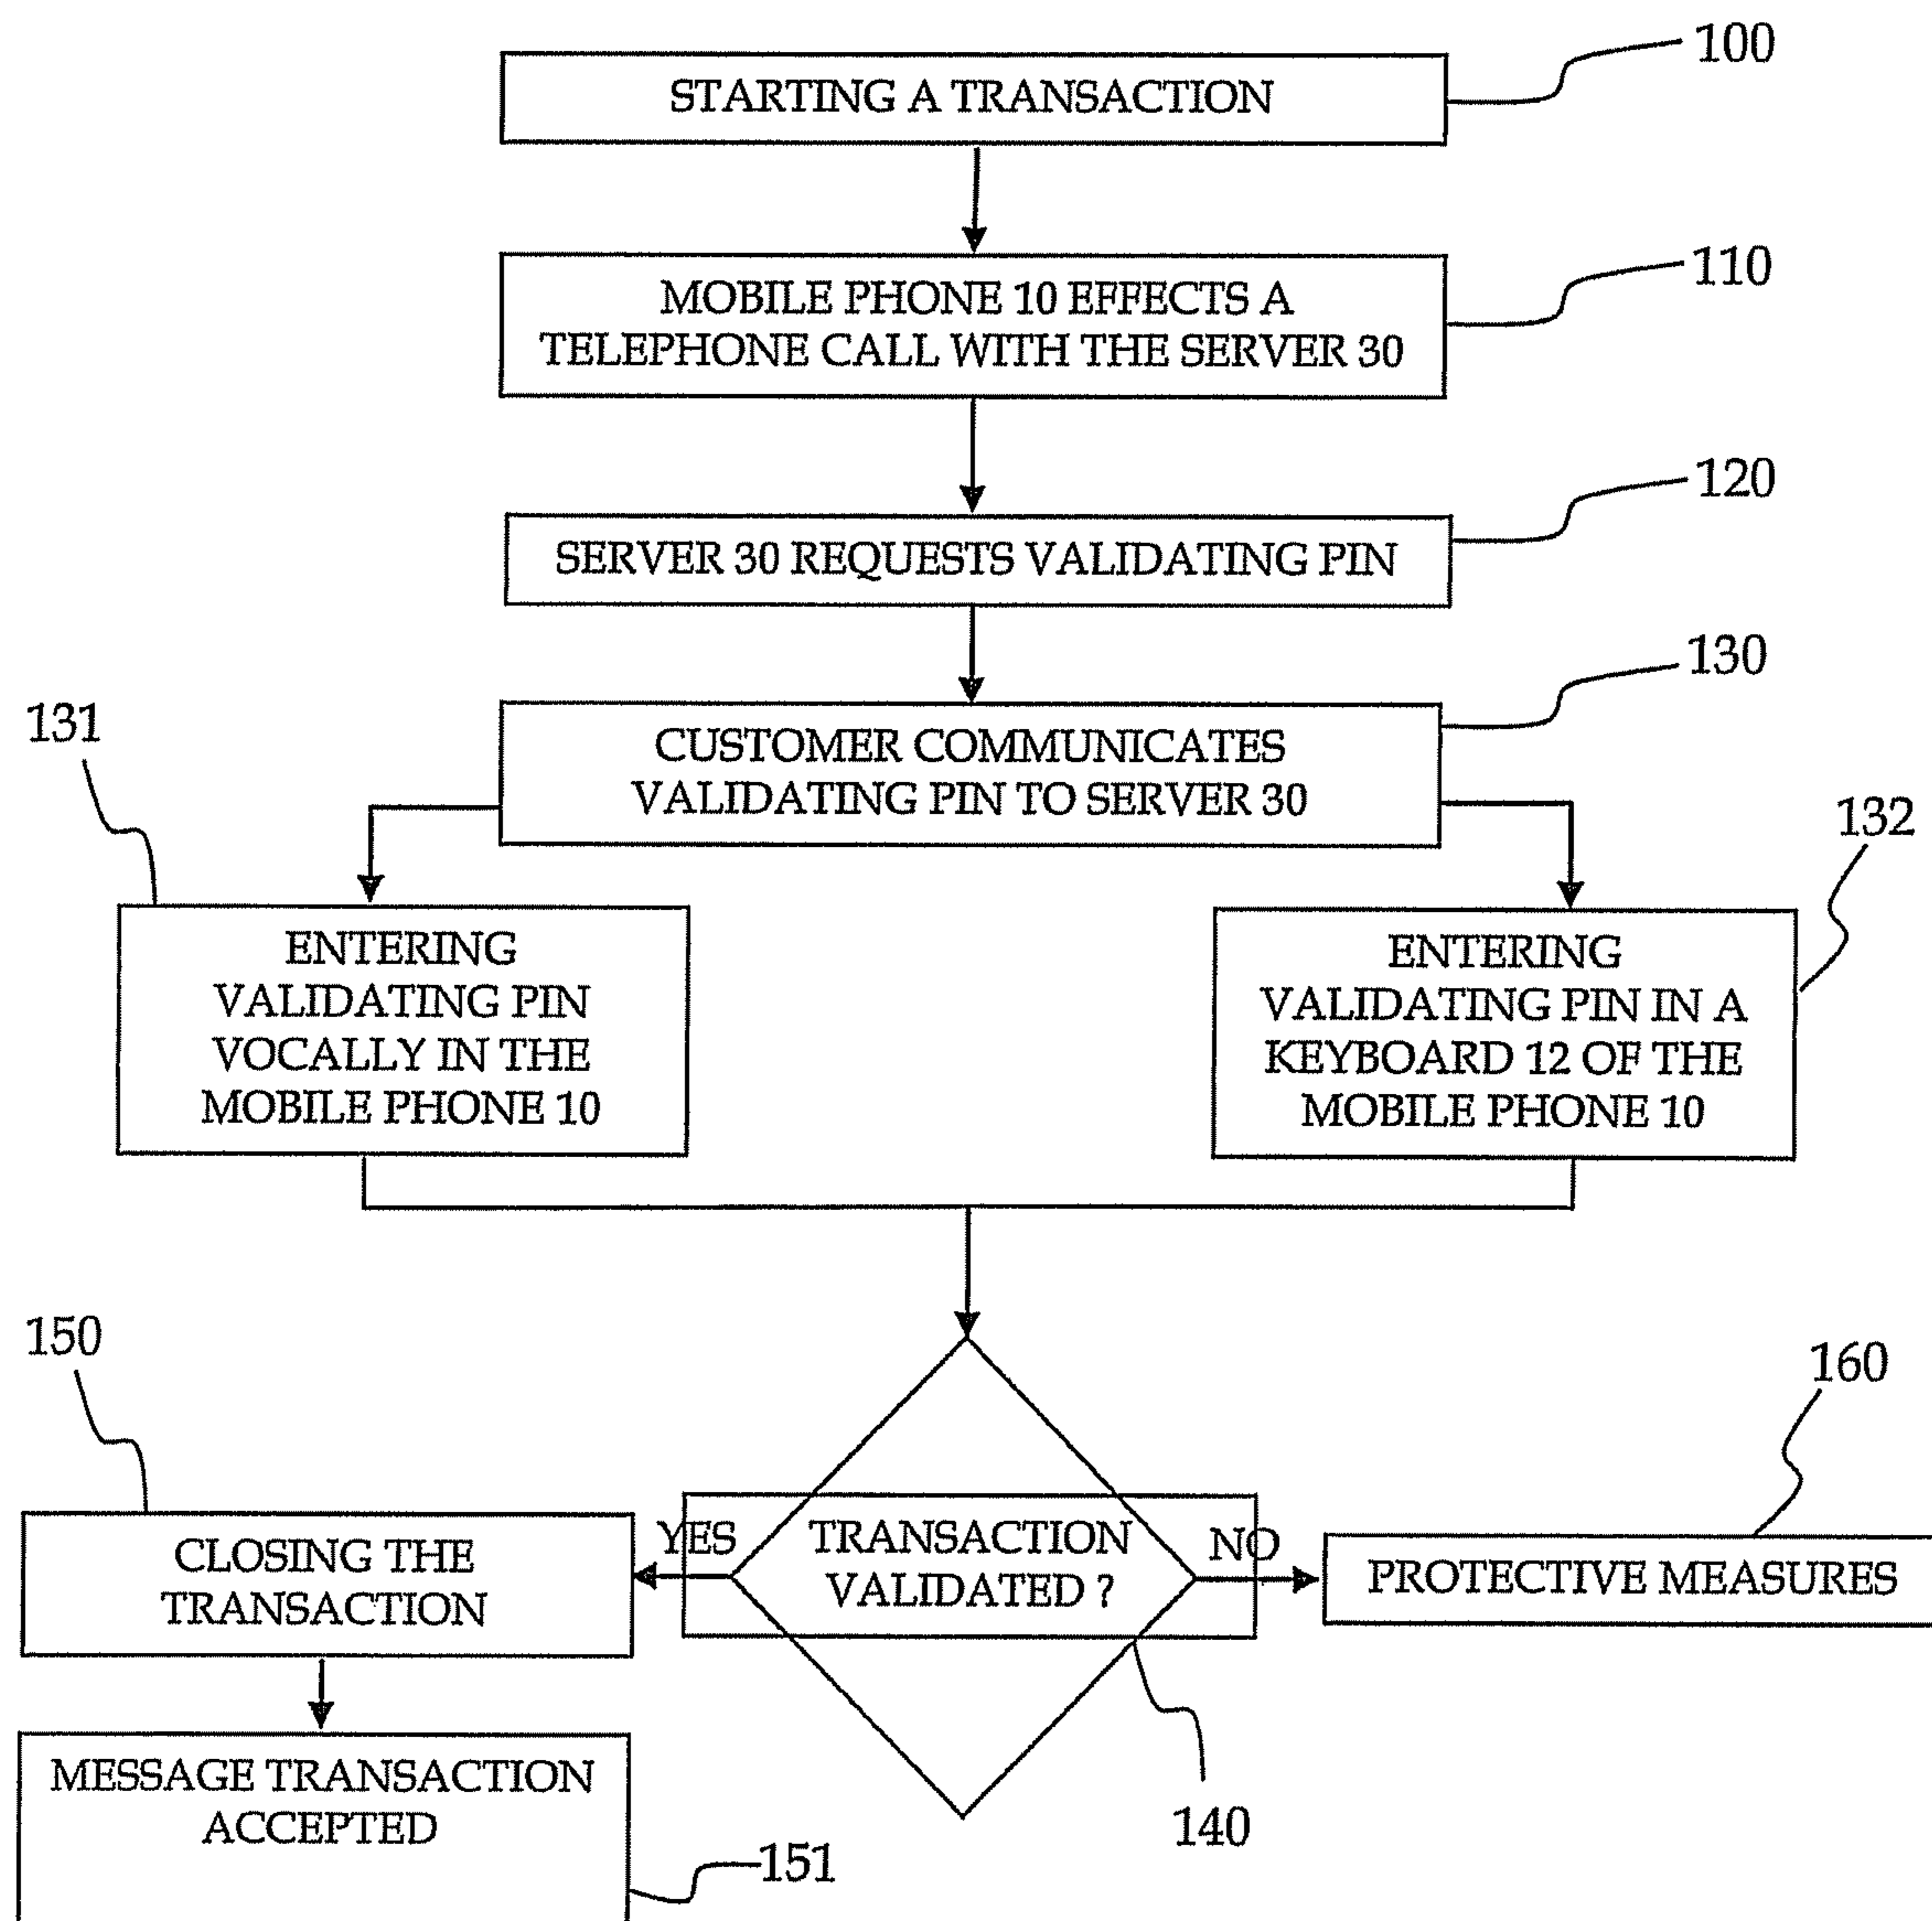 100
STARTING A TRANSACTION
110
MOBILE PHONE 10 EFFECTS A
TELEPHONE CALL WITH THE SERVER 30
120
SERVER 30 REQUESTS VALIDATING PIN
130
CUSTOMER COMMUNICATES
VALIDATING PIN TO SERVER 30
131
ENTERING
VALIDATING PIN
VOCALLY IN THE
MOBILE PHONE 10
132
ENTERING
VALIDATING PIN IN A
KEYBOARD 12 OF THE
MOBILE PHONE 10
150
160
CLOSING THE
TRANSACTION
YES
TRANSACTION
VALIDATED ?
NO
PROTECTIVE MEASURES
140
MESSAGE TRANSACTION
ACCEPTED
151